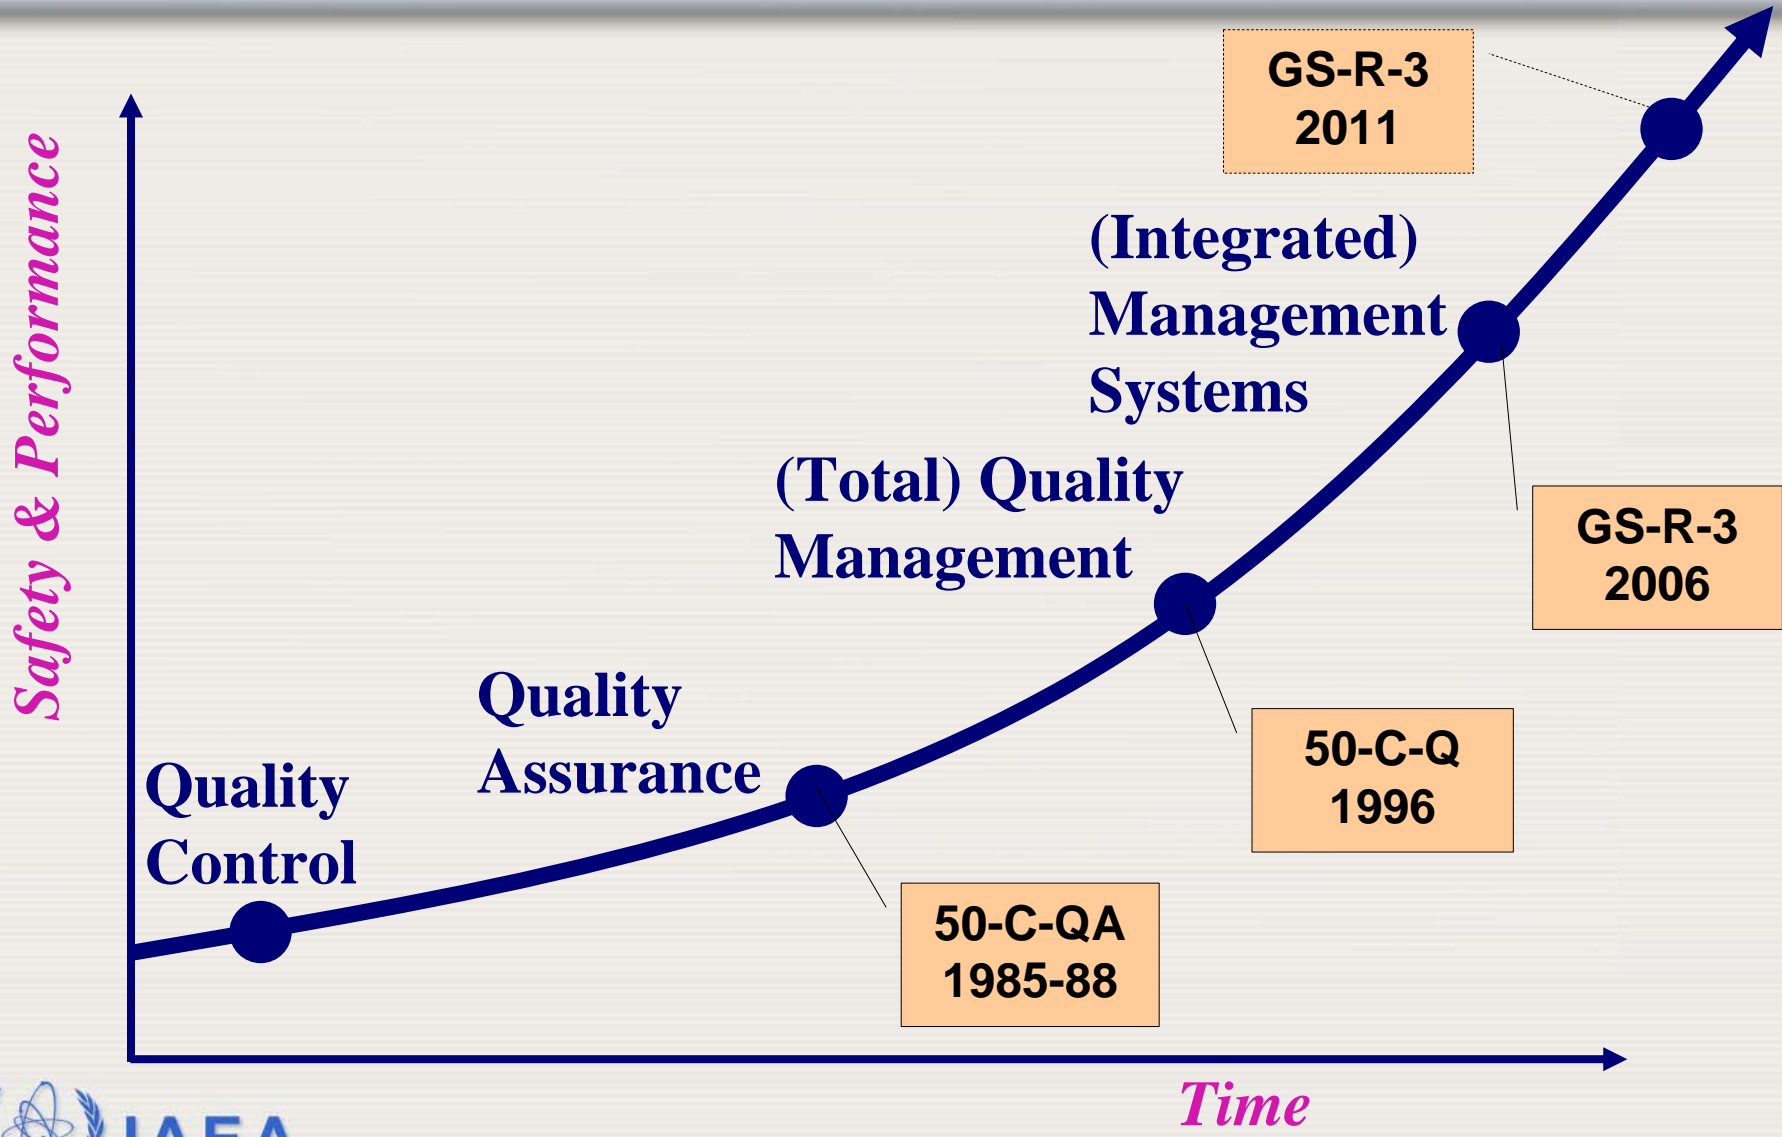 GS-R-3
2011
Safety & Performance
(Integrated)
Management
Systems
(Total) Quality
Management
GS-R-3
2006
Quality
Assurance
50-C-Q
1996
Quality
Control
50-C-QA
1985-88
Time
IAEA